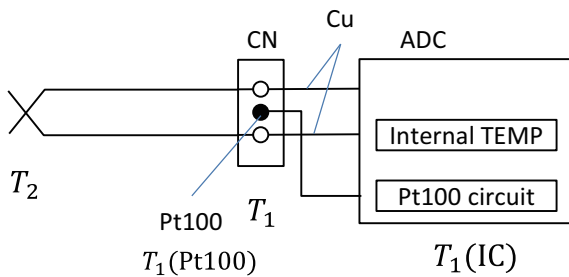 Cu
CN
ADC
Internal TEMP
Pt100 circuit
T₂
Pt100
T₁
T₁(Pt100)
T₁(IC)